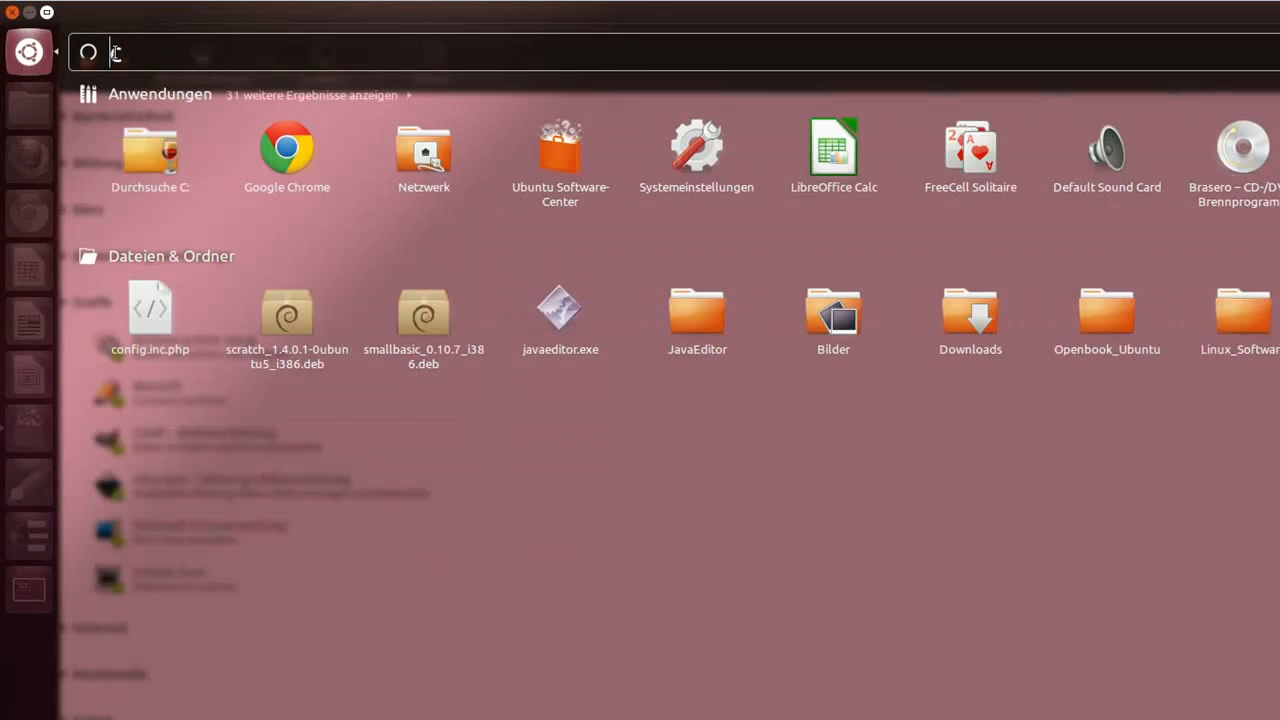 c
Anwendungen 31 weitere Ergebnisse anzeigen
Durchsuche C:
Google Chrome
Netzwerk
Ubuntu Software-
Center
Systemeinstellungen
LibreOffice Calc
FreeCell Solitaire
Default Sound Card
Brasero – CD-/DV
Brennprogram
Dateien & Ordner
config.inc.php
scratch_1.4.0.1-0ubun
tu5_i386.deb
smallbasic_0.10.7_i38
6.deb
javaeditor.exe
JavaEditor
Bilder
Downloads
Openbook_Ubuntu
Linux_Softwar